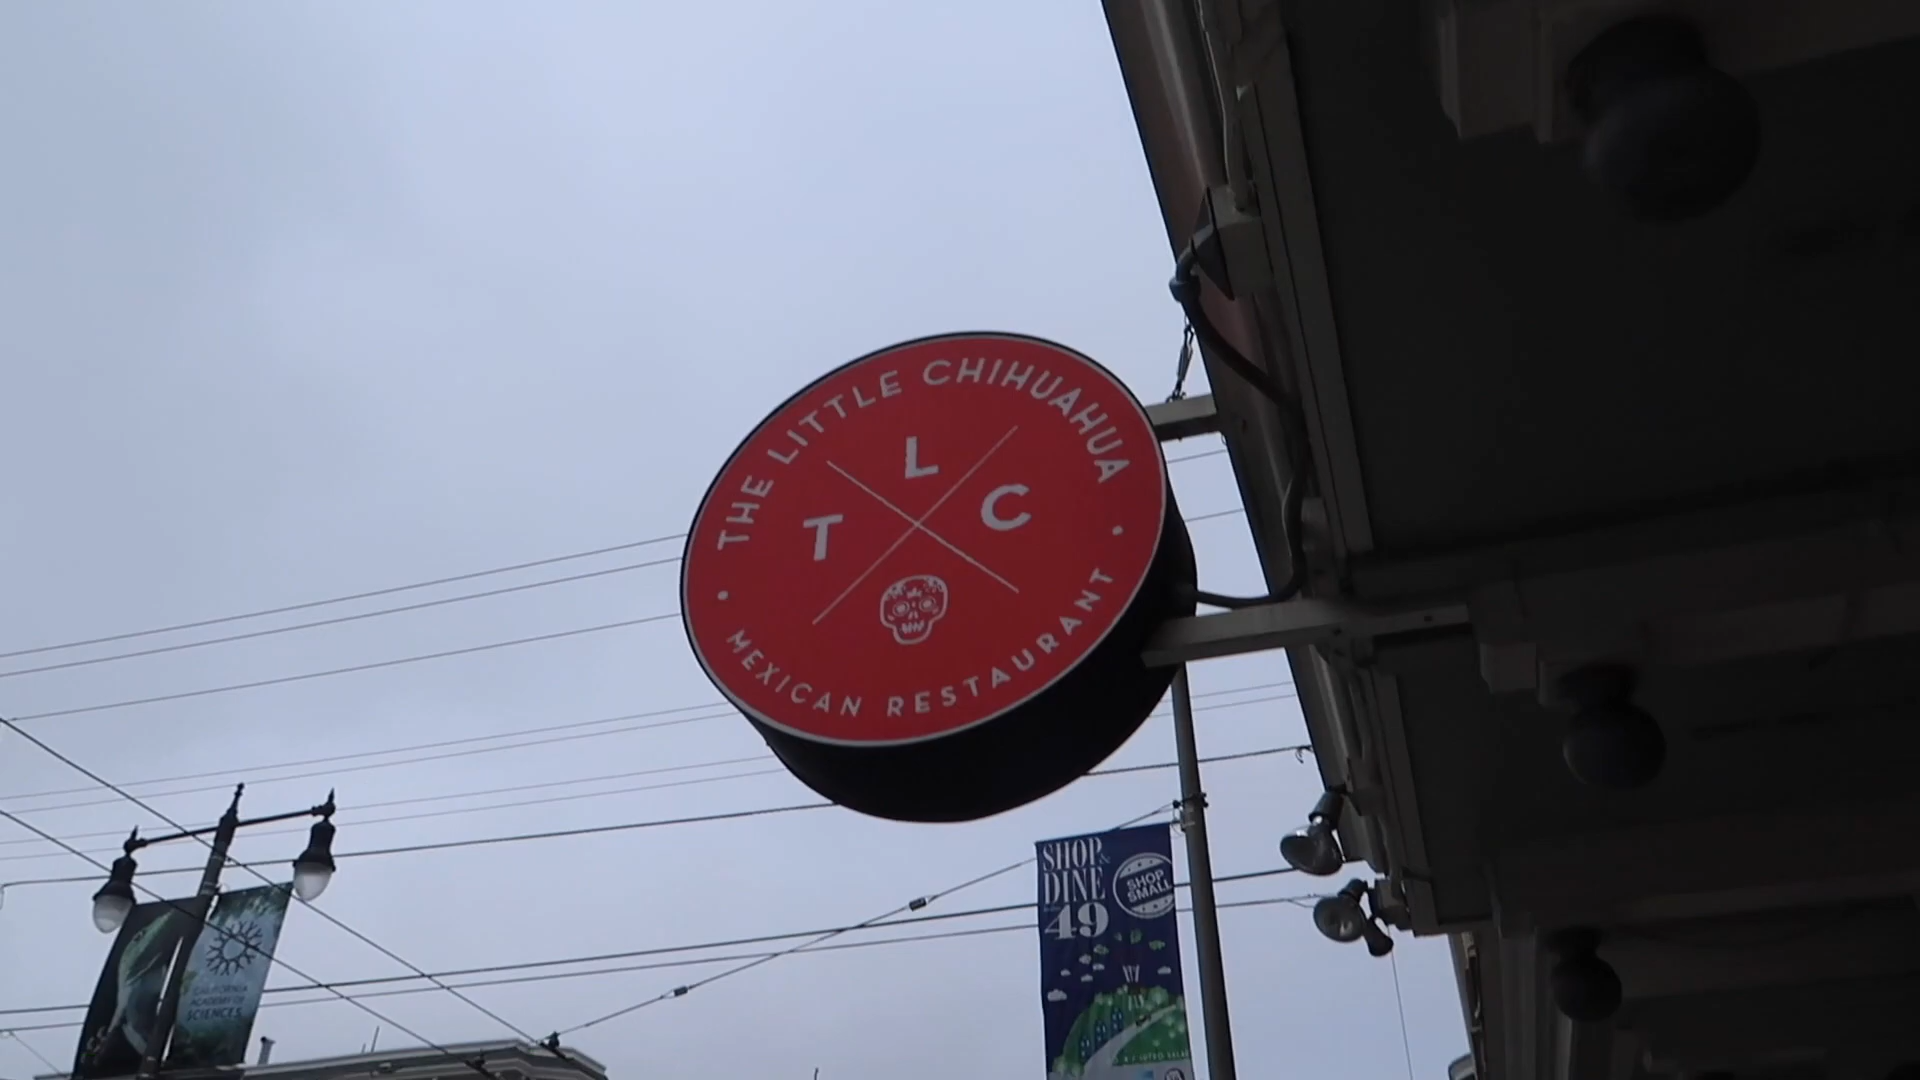 THE LITTLE CHIHUAHUA
L
T C
MEXICAN RESTAURANT
SHOP &
DINE
49
SHOP
SMALL
CALIFORNIA
ACADEMY OF
SCIENCES